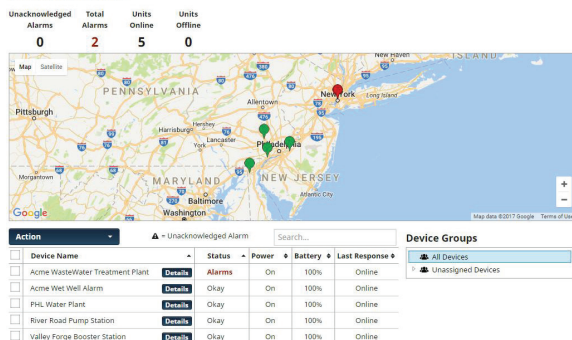 Unacknowledged Alarms
Total Alarms
Units Online
Units Offline
0
2
5
0
Map
Satellite
New Haven
ISLAND
PENNSYLVANIA
Allentown
New York
Long Island
Pittsburgh
Hershey
Harrisburg
Lancaster
York
Philadelphia
Morgantown
MARYLAND
NEW JERSEY
Atlantic City
Baltimore
Washington
Google
+
−
Map data ©2017 Google
Terms of Use
Action
= Unacknowledged Alarm
Search...
Device Groups
Device Name Status Power Battery Last Response
Acme WasteWater Treatment Plant Details Alarms On 100% Online
Acme Wet Well Alarm Details Okay On 100% Online
PHL Water Plant Details Okay On 100% Online
River Road Pump Station Details Okay On 100% Online
Valley Forge Booster Station Details Okay On 100% Online
All Devices
Unassigned Devices